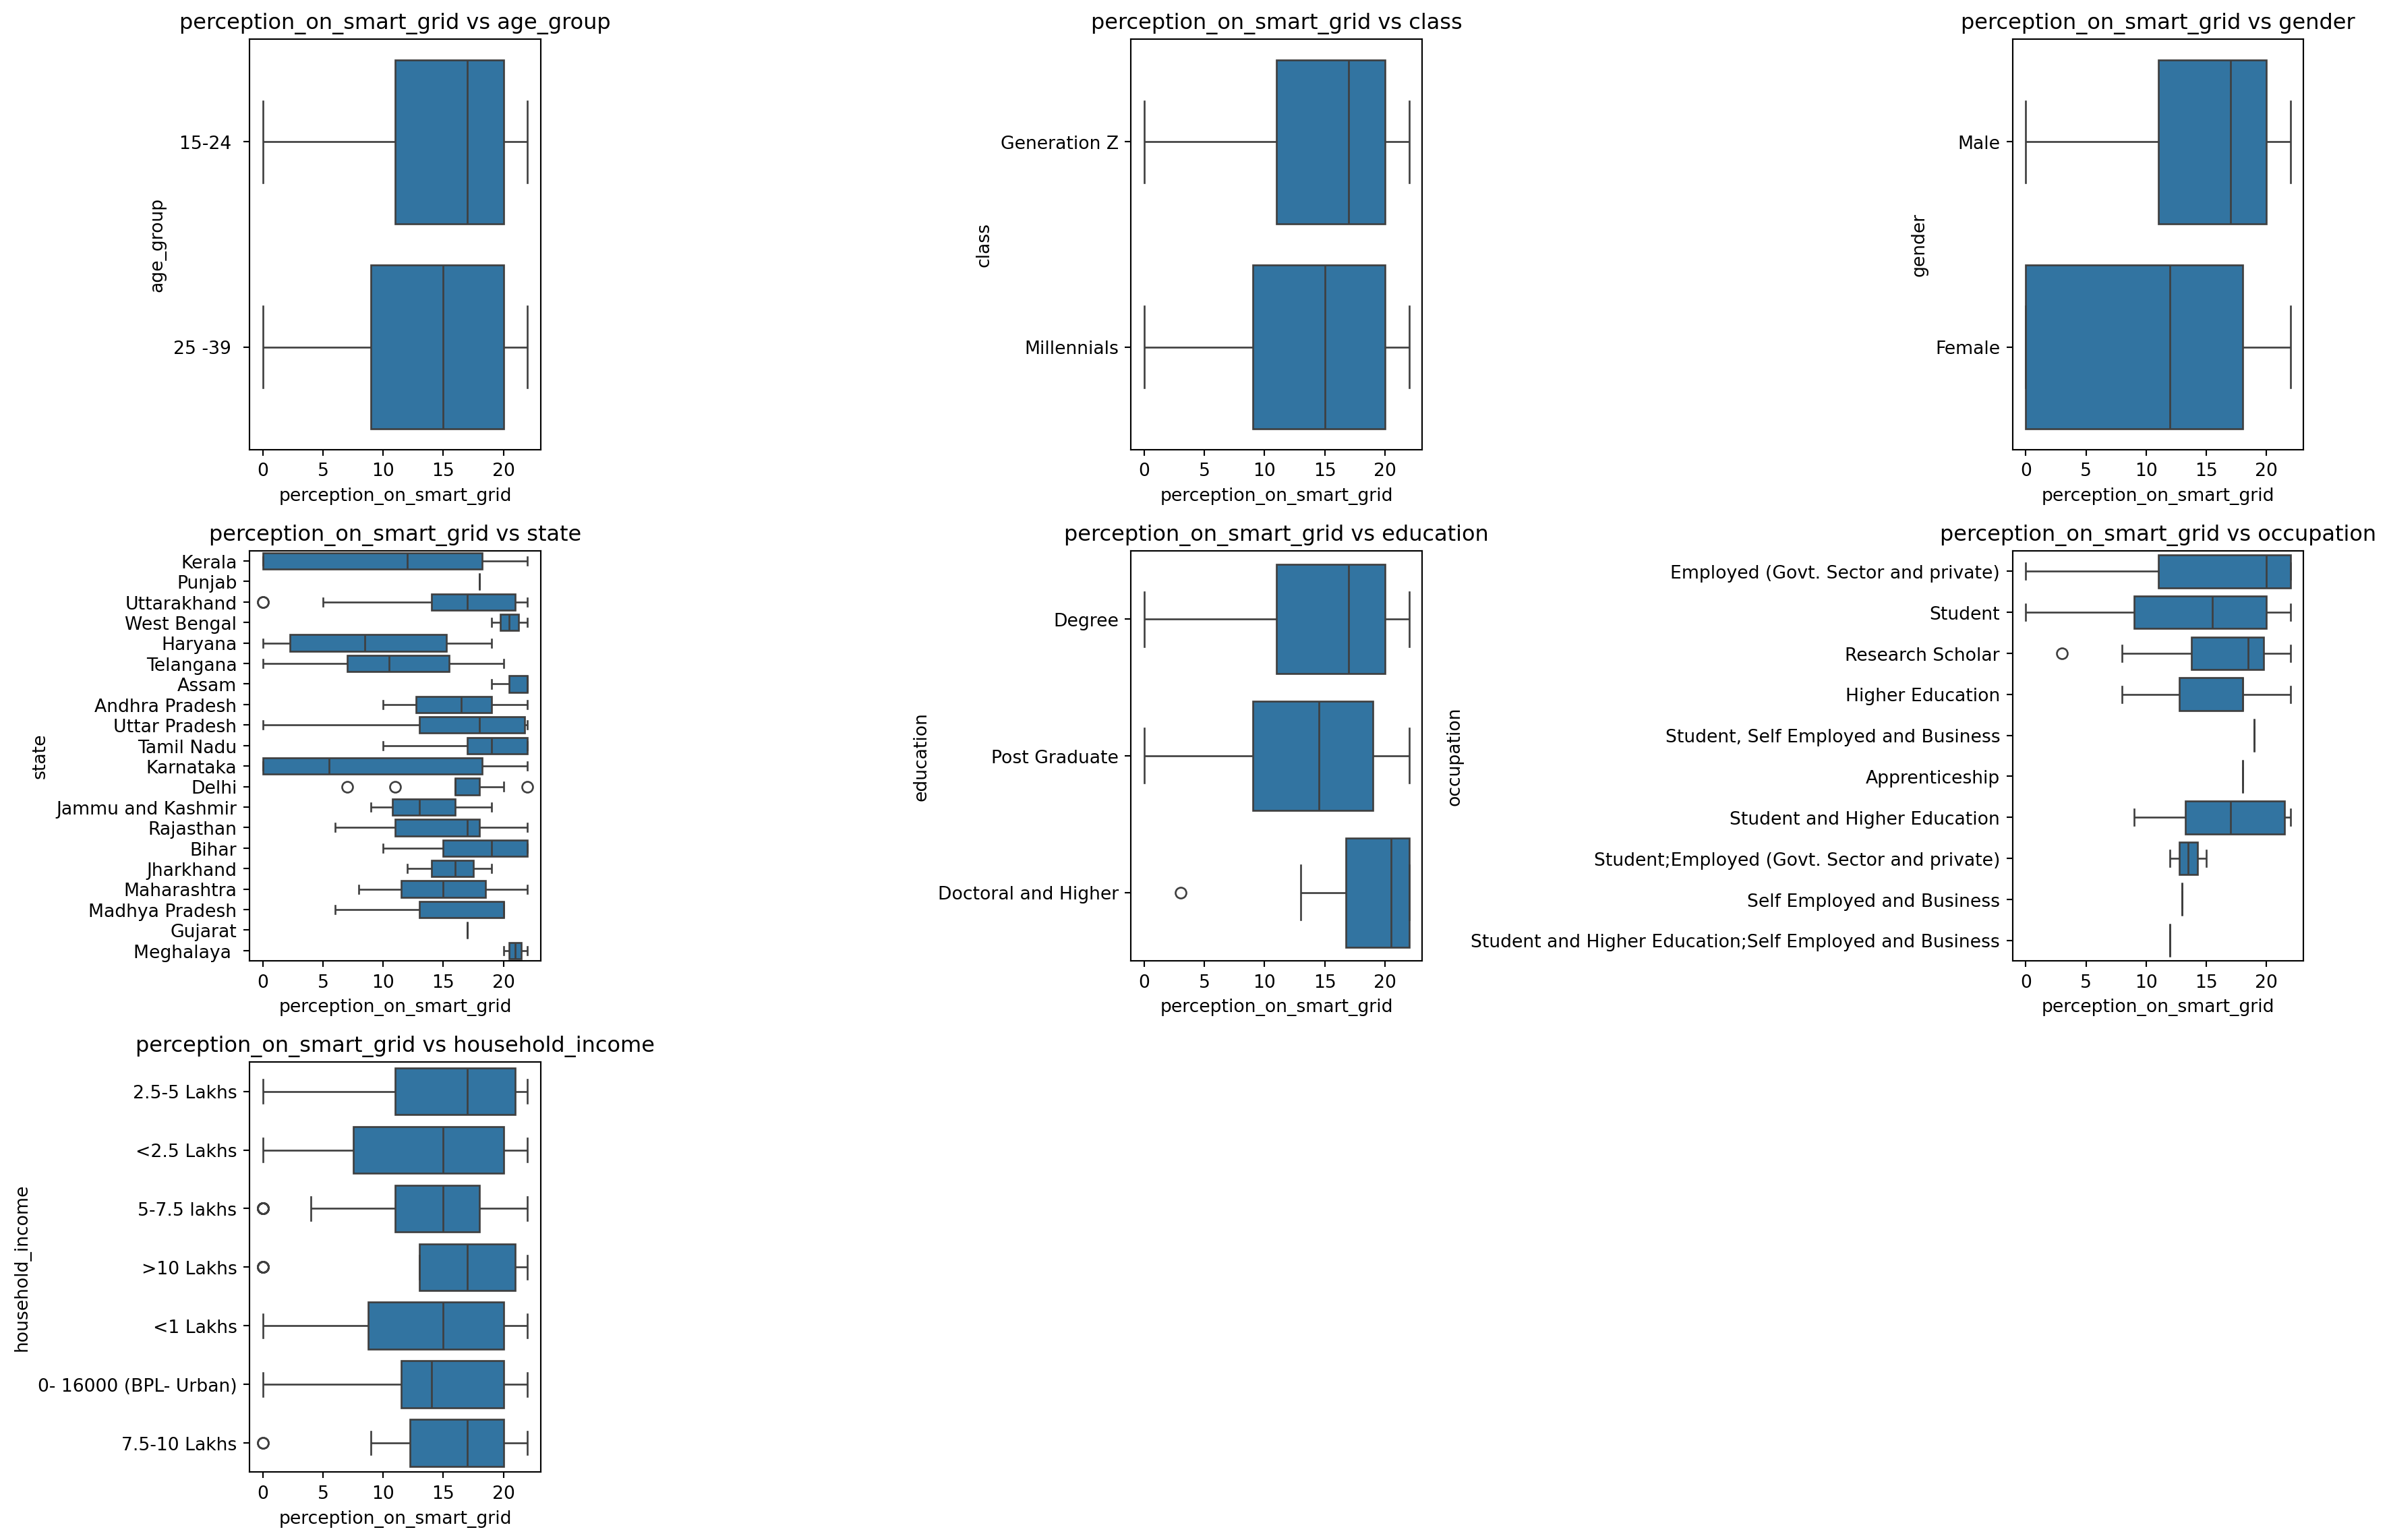 perception_on_smart_grid vs age_group
age_group
15-24
25 -39
0 5 10 15 20
perception_on_smart_grid
perception_on_smart_grid vs class
class
Generation Z
Millennials
0 5 10 15 20
perception_on_smart_grid
perception_on_smart_grid vs gender
gender
Male
Female
0 5 10 15 20
perception_on_smart_grid
perception_on_smart_grid vs state
state
Kerala
Punjab
Uttarakhand
West Bengal
Haryana
Telangana
Assam
Andhra Pradesh
Uttar Pradesh
Tamil Nadu
Karnataka
Delhi
Jammu and Kashmir
Rajasthan
Bihar
Jharkhand
Maharashtra
Madhya Pradesh
Gujarat
Meghalaya
0 5 10 15 20
perception_on_smart_grid
perception_on_smart_grid vs education
education
Degree
Post Graduate
Doctoral and Higher
0 5 10 15 20
perception_on_smart_grid
perception_on_smart_grid vs occupation
occupation
Employed (Govt. Sector and private)
Student
Research Scholar
Higher Education
Student, Self Employed and Business
Apprenticeship
Student and Higher Education
Student;Employed (Govt. Sector and private)
Self Employed and Business
Student and Higher Education;Self Employed and Business
0 5 10 15 20
perception_on_smart_grid
perception_on_smart_grid vs household_income
household_income
2.5-5 Lakhs
<2.5 Lakhs
5-7.5 lakhs
>10 Lakhs
<1 Lakhs
0- 16000 (BPL- Urban)
7.5-10 Lakhs
0 5 10 15 20
perception_on_smart_grid